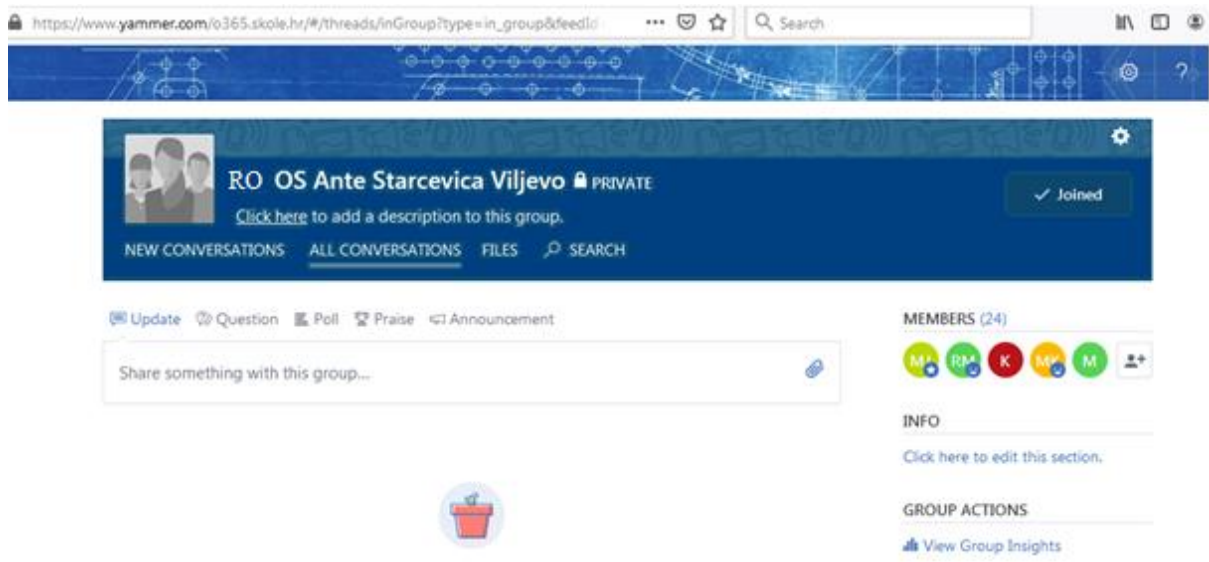 https://www.yammer.com/o365.skole.hr/#/threads/inGroup?type=in_group&feedId
Search
?
RO OS Ante Starcevica Viljevo PRIVATE
Joined
Click here to add a description to this group.
NEW CONVERSATIONS ALL CONVERSATIONS FILES SEARCH
Update Question Poll Praise Announcement
Share something with this group...
MEMBERS (24)
RM K MK M
INFO
Click here to edit this section.
GROUP ACTIONS
View Group Insights